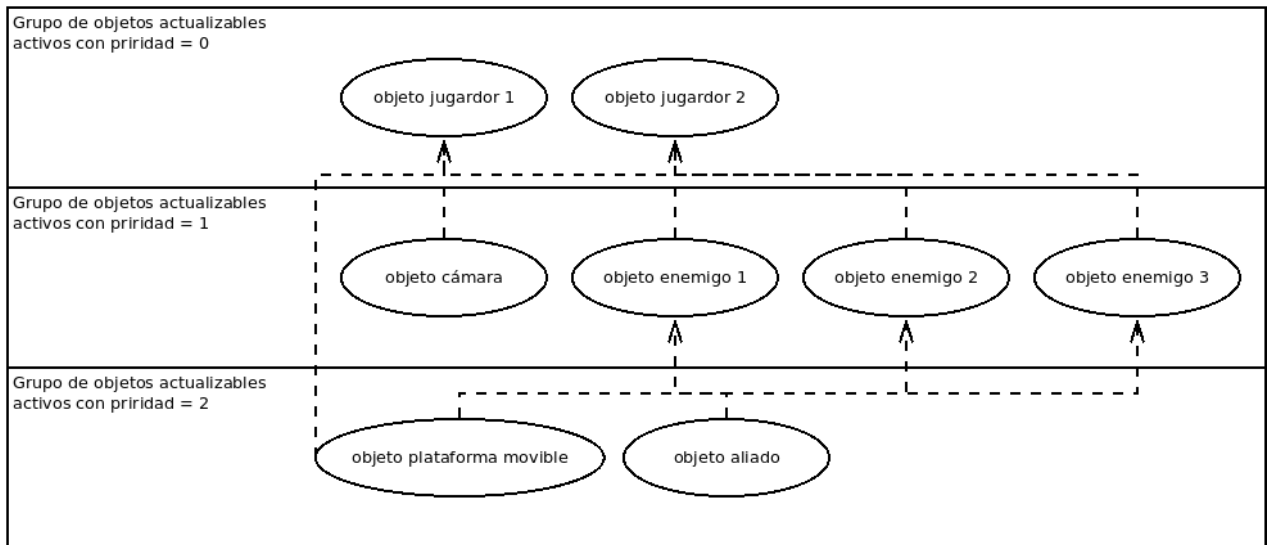 Grupo de objetos actualizables
activos con priridad = 0
objeto jugardor 1
objeto jugardor 2
Grupo de objetos actualizables
activos con priridad = 1
objeto cámara
objeto enemigo 1
objeto enemigo 2
objeto enemigo 3
Grupo de objetos actualizables
activos con priridad = 2
objeto plataforma movible
objeto aliado